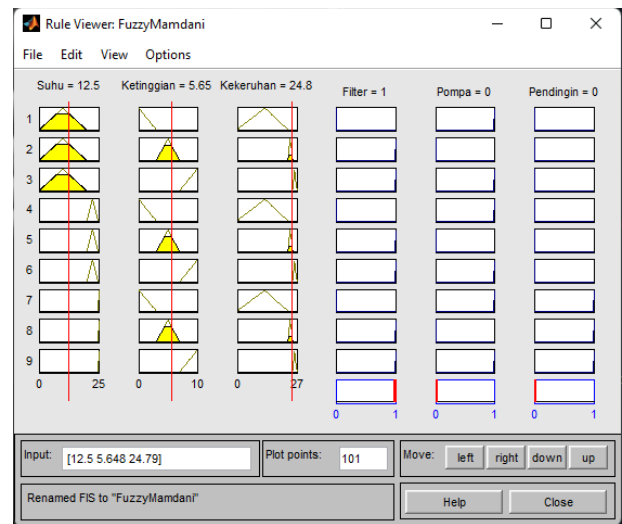 Rule Viewer: FuzzyMamdani
File Edit View Options
Suhu = 12.5 Ketinggian = 5.65 Kekeruhan = 24.8 Filter = 1 Pompa = 0 Pendingin = 0
1
2
3
4
5
6
7
8
9
0 25 0 10 0 27
0 1 0 1 0 1
Input: [12.5 5.648 24.79] Plot points: 101 Move: left right down up
Renamed FIS to "FuzzyMamdani" Help Close